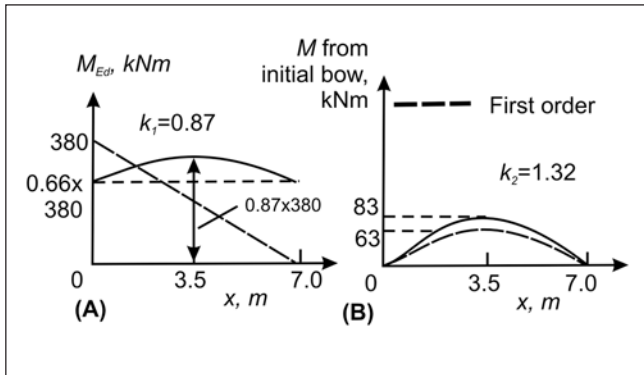 M_Ed, kNm
k₁=0.87
380
0.66x
380
0.87x380
0
3.5
7.0
x, m
(A)
M from
initial bow,
kNm
First order
k₂=1.32
83
63
0
3.5
7.0
x, m
(B)